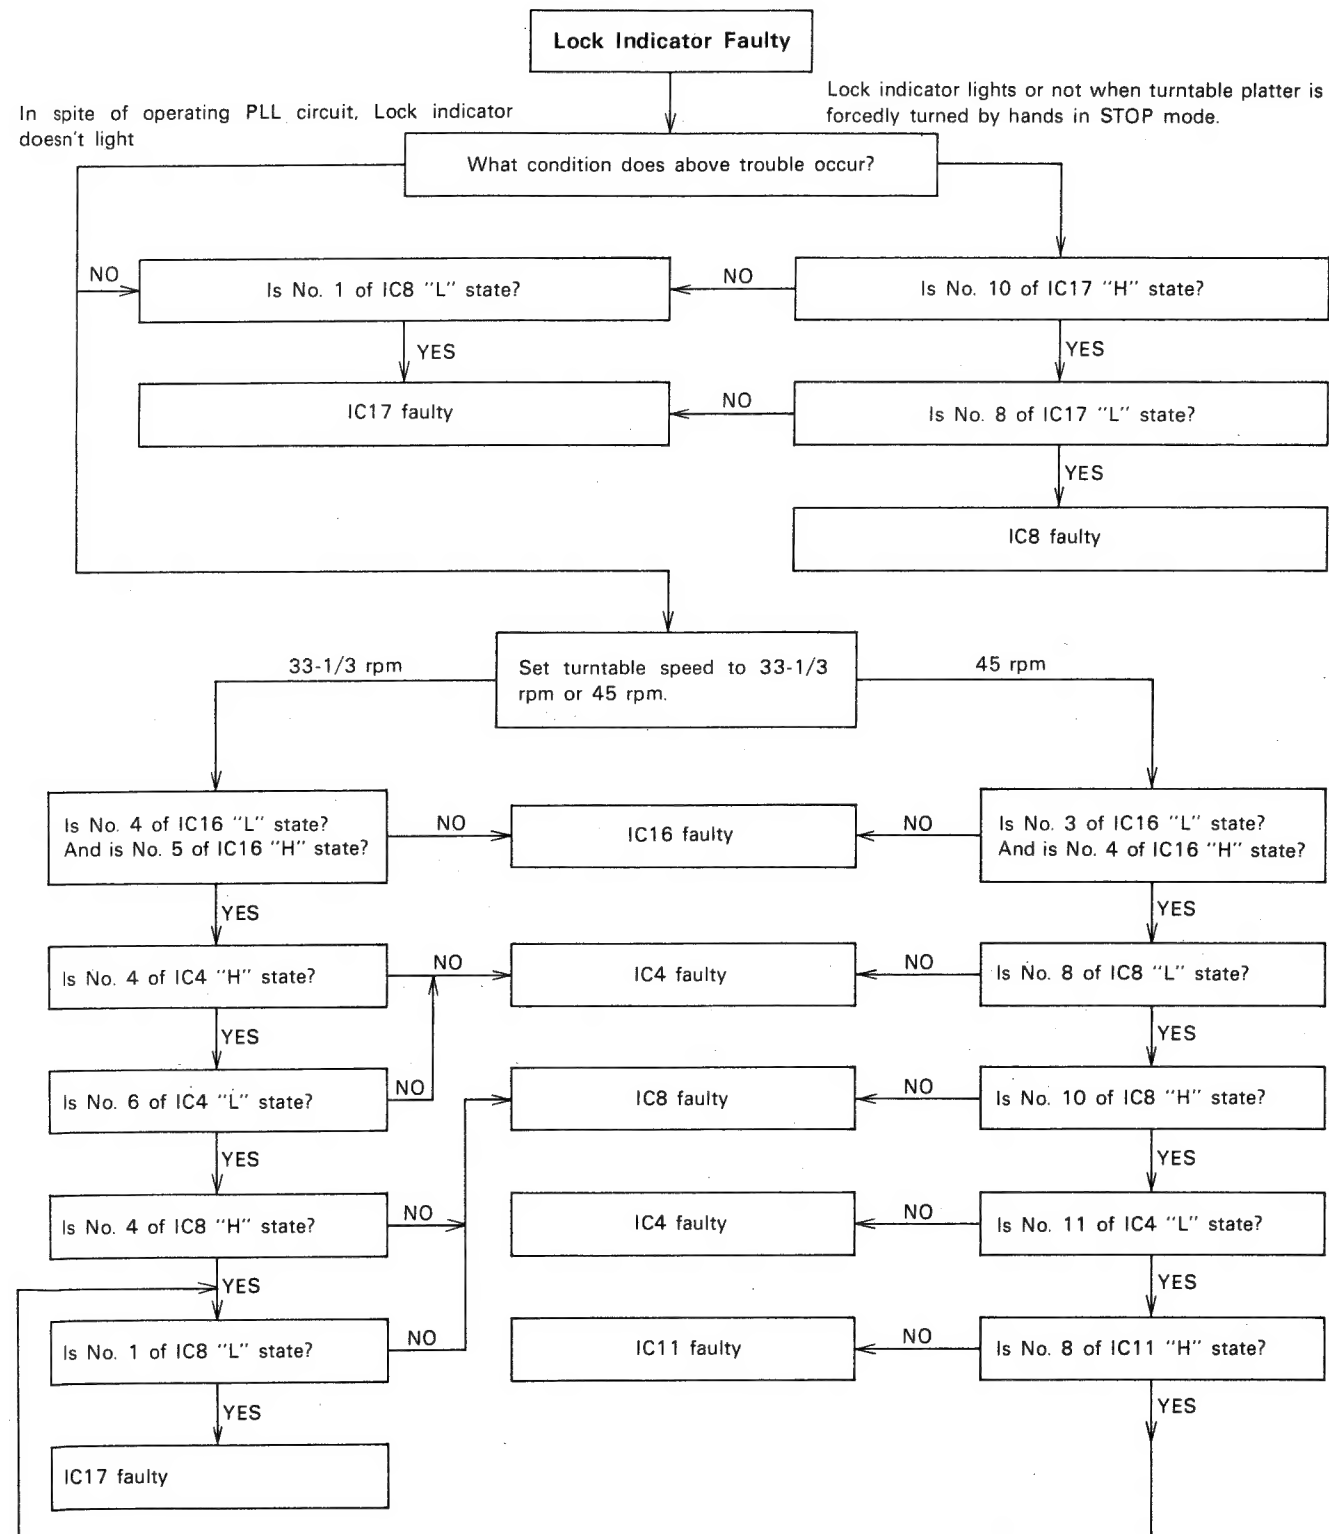 Lock Indicator Faulty
In spite of operating PLL circuit, Lock indicator
doesn't light
Lock indicator lights or not when turntable platter is
forcedly turned by hands in STOP mode.
What condition does above trouble occur?
NO
Is No. 1 of IC8 "L" state?
NO
Is No. 10 of IC17 "H" state?
YES
YES
IC17 faulty
NO
Is No. 8 of IC17 "L" state?
YES
IC8 faulty
33-1/3 rpm
Set turntable speed to 33-1/3
rpm or 45 rpm.
45 rpm
Is No. 4 of IC16 "L" state?
And is No. 5 of IC16 "H" state?
NO
IC16 faulty
NO
Is No. 3 of IC16 "L" state?
And is No. 4 of IC16 "H" state?
YES
YES
Is No. 4 of IC4 "H" state?
NO
IC4 faulty
NO
Is No. 8 of IC8 "L" state?
YES
YES
Is No. 6 of IC4 "L" state?
NO
IC8 faulty
NO
Is No. 10 of IC8 "H" state?
YES
YES
Is No. 4 of IC8 "H" state?
NO
IC4 faulty
NO
Is No. 11 of IC4 "L" state?
YES
YES
Is No. 1 of IC8 "L" state?
NO
IC11 faulty
NO
Is No. 8 of IC11 "H" state?
YES
YES
IC17 faulty